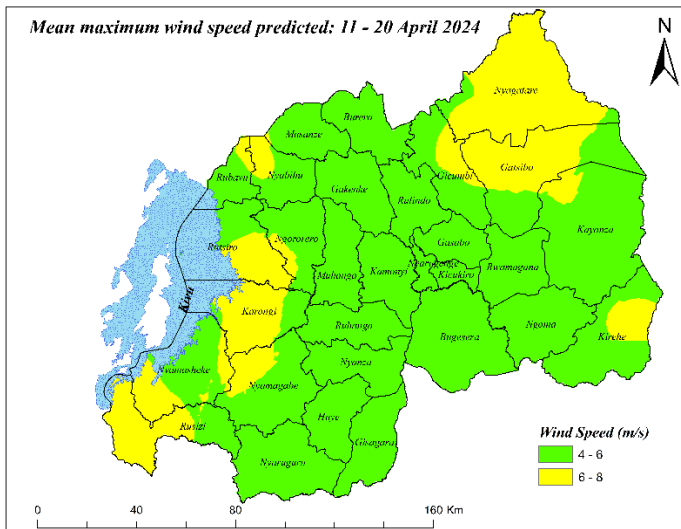 Mean maximum wind speed predicted: 11 - 20 April 2024
N
Nyagatare
Burero
Musanze
Gatsibo
Rubavu
Nyabihu
Gicumbi
Gakenke
Rulindo
Kayonza
Rutsiro
Ngororero
Gasabo
Nyarugenge
Muhanga
Kamonyi
Kicukiro
Rwamagana
Kivu
Karongi
Ruhango
Bugesera
Ngoma
Kirehe
Nyamasheke
Nyanza
Nyamagabe
Huye
Rusizi
Gisagara
Nyaruguru
Wind Speed (m/s)
4 - 6
6 - 8
0 40 80 160 Km